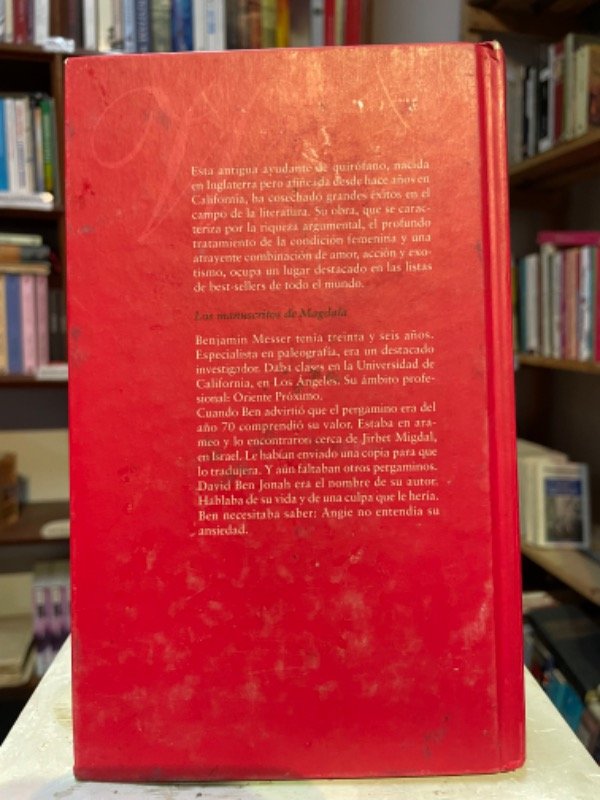 Esta antigua ayudante de quirófano, nacida
en Inglaterra pero afincada desde hace años en
California, ha cosechado grandes éxitos en el
campo de la literatura. Su obra, que se carac-
teriza por la riqueza argumental, el profundo
tratamiento de la condición femenina y una
atrayente combinación de amor, acción y exo-
tismo, ocupa un lugar destacado en las listas
de best-sellers de todo el mundo.
Los manuscritos de Magdala
Benjamin Messer tenía treinta y seis años.
Especialista en paleografía, era un destacado
investigador. Daba clases en la Universidad de
California, en Los Ángeles. Su ámbito profe-
sional: Oriente Próximo.
Cuando Ben advirtió que el pergamino era del
año 70 comprendió su valor. Estaba en ara-
meo y lo encontraron cerca de Jirbet Migdal,
en Israel. Le habían enviado una copia para que
lo tradujera. Y aún faltaban otros pergaminos.
David Ben Jonah era el nombre de su autor.
Hablaba de su vida y de una culpa que le hería.
Ben necesitaba saber: Angie no entendía su
ansiedad.